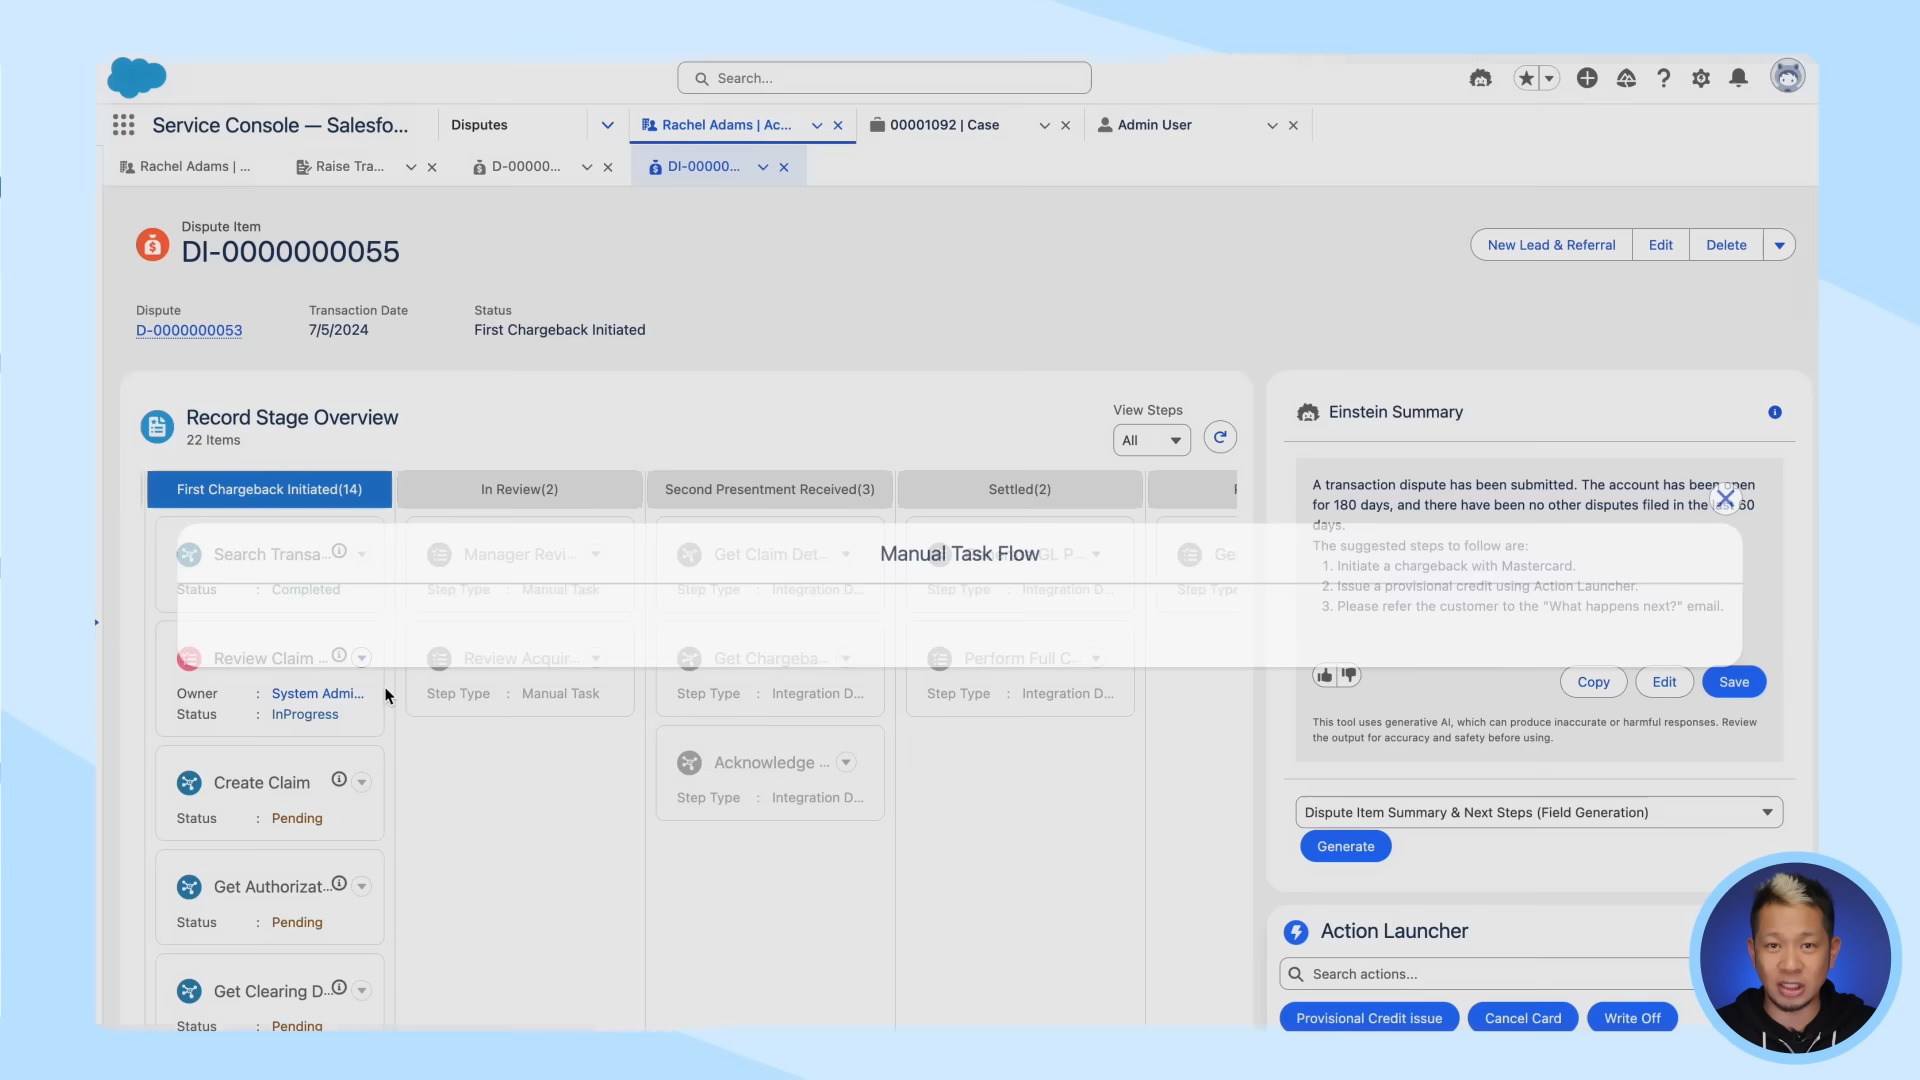 Search...
Service Console — Salesfo...
Disputes
Rachel Adams | Ac...
00001092 | Case
Admin User
Rachel Adams | ...
Raise Tra...
D-00000...
DI-00000...
Dispute Item
DI-0000000055
New Lead & Referral
Edit
Delete
Dispute
Transaction Date
Status
D-0000000053
7/5/2024
First Chargeback Initiated
Record Stage Overview
22 Items
View Steps
All
First Chargeback Initiated(14)
In Review(2)
Second Presentment Received(3)
Settled(2)
Search Transa...
Status : Completed
Review Claim ...
Owner : System Admi...
Status : InProgress
Create Claim
Status : Pending
Get Authorizat...
Status : Pending
Get Clearing D...
Status : Pending
Manager Revi...
Step Type : Manual Task
Review Acquir...
Step Type : Manual Task
Get Claim Det...
Step Type : Integration D...
Get Chargeba...
Step Type : Integration D...
Acknowledge ...
Step Type : Integration D...
GL P...
Step Type : Integration D...
Perform Full C...
Step Type : Integration D...
Ge
Step Type
Manual Task Flow
Einstein Summary
A transaction dispute has been submitted. The account has been open
for 180 days, and there have been no other disputes filed in the last 60
days.
The suggested steps to follow are:
1. Initiate a chargeback with Mastercard.
2. Issue a provisional credit using Action Launcher.
3. Please refer the customer to the "What happens next?" email.
Copy
Edit
Save
This tool uses generative AI, which can produce inaccurate or harmful responses. Review
the output for accuracy and safety before using.
Dispute Item Summary & Next Steps (Field Generation)
Generate
Action Launcher
Search actions...
Provisional Credit issue
Cancel Card
Write Off